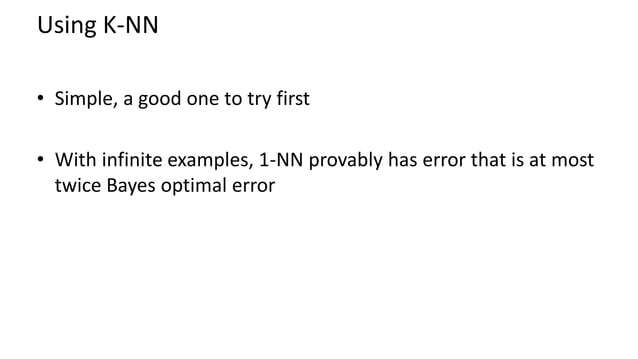 Using K-NN
• Simple, a good one to try first
• With infinite examples, 1-NN provably has error that is at most
twice Bayes optimal error